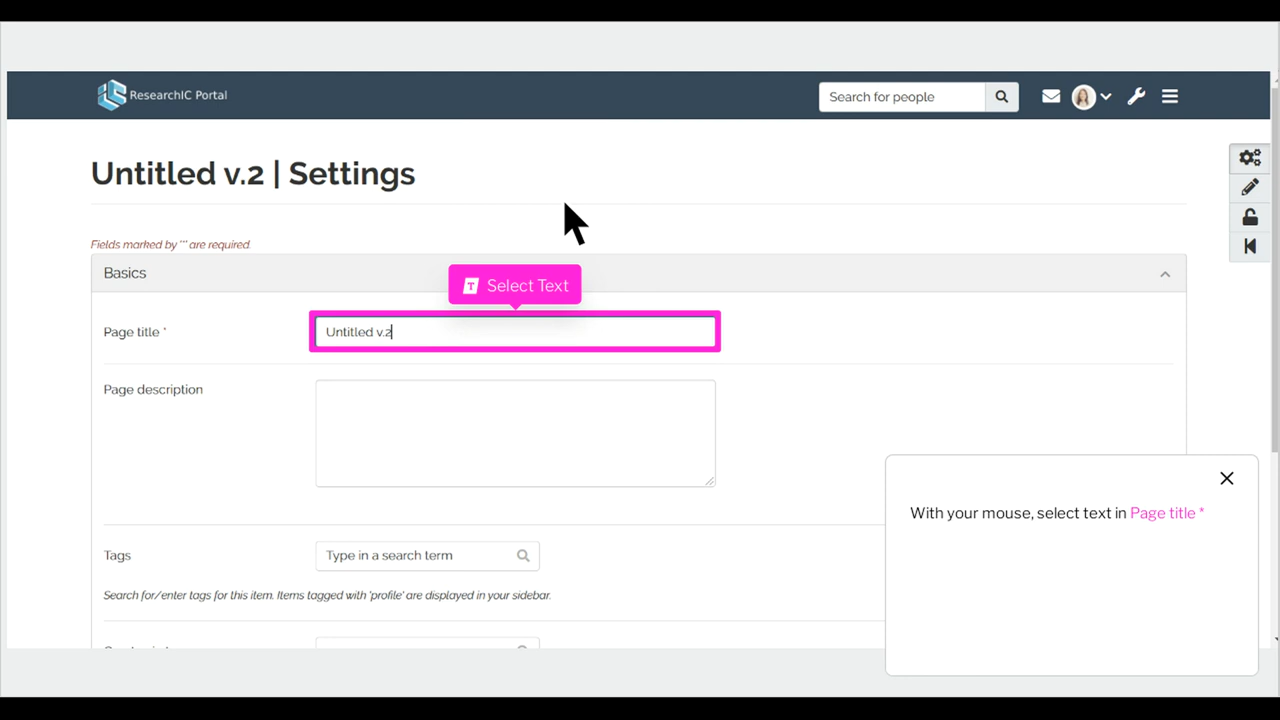 ResearchIC Portal
Search for people
Untitled v.2 | Settings
Fields marked by '*' are required.
Basics
Select Text
Page title *
Untitled v.2
Page description
With your mouse, select text in Page title *
Tags
Type in a search term
Search for/enter tags for this item. Items tagged with 'profile' are displayed in your sidebar.